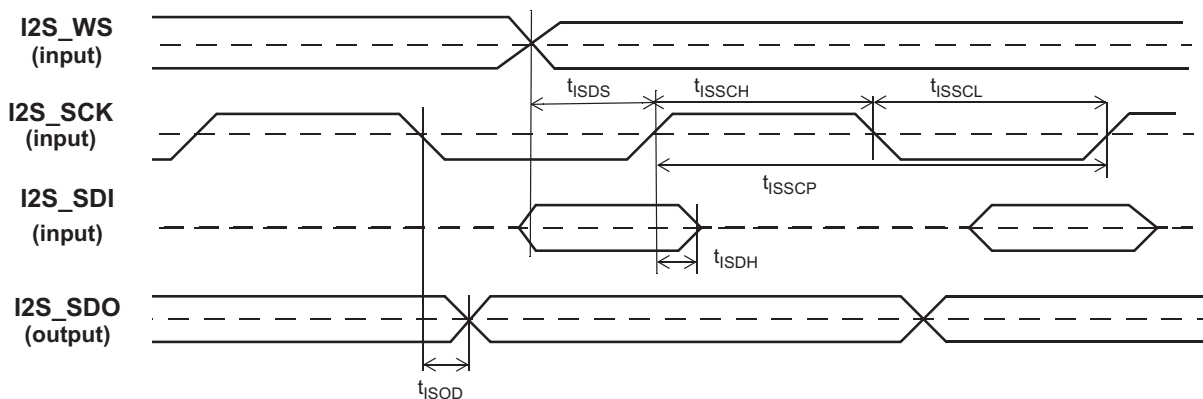 I2S_WS
(input)
tISDS
tISSCH
tISSCL
I2S_SCK
(input)
tISSCP
I2S_SDI
(input)
tISDH
I2S_SDO
(output)
tISOD